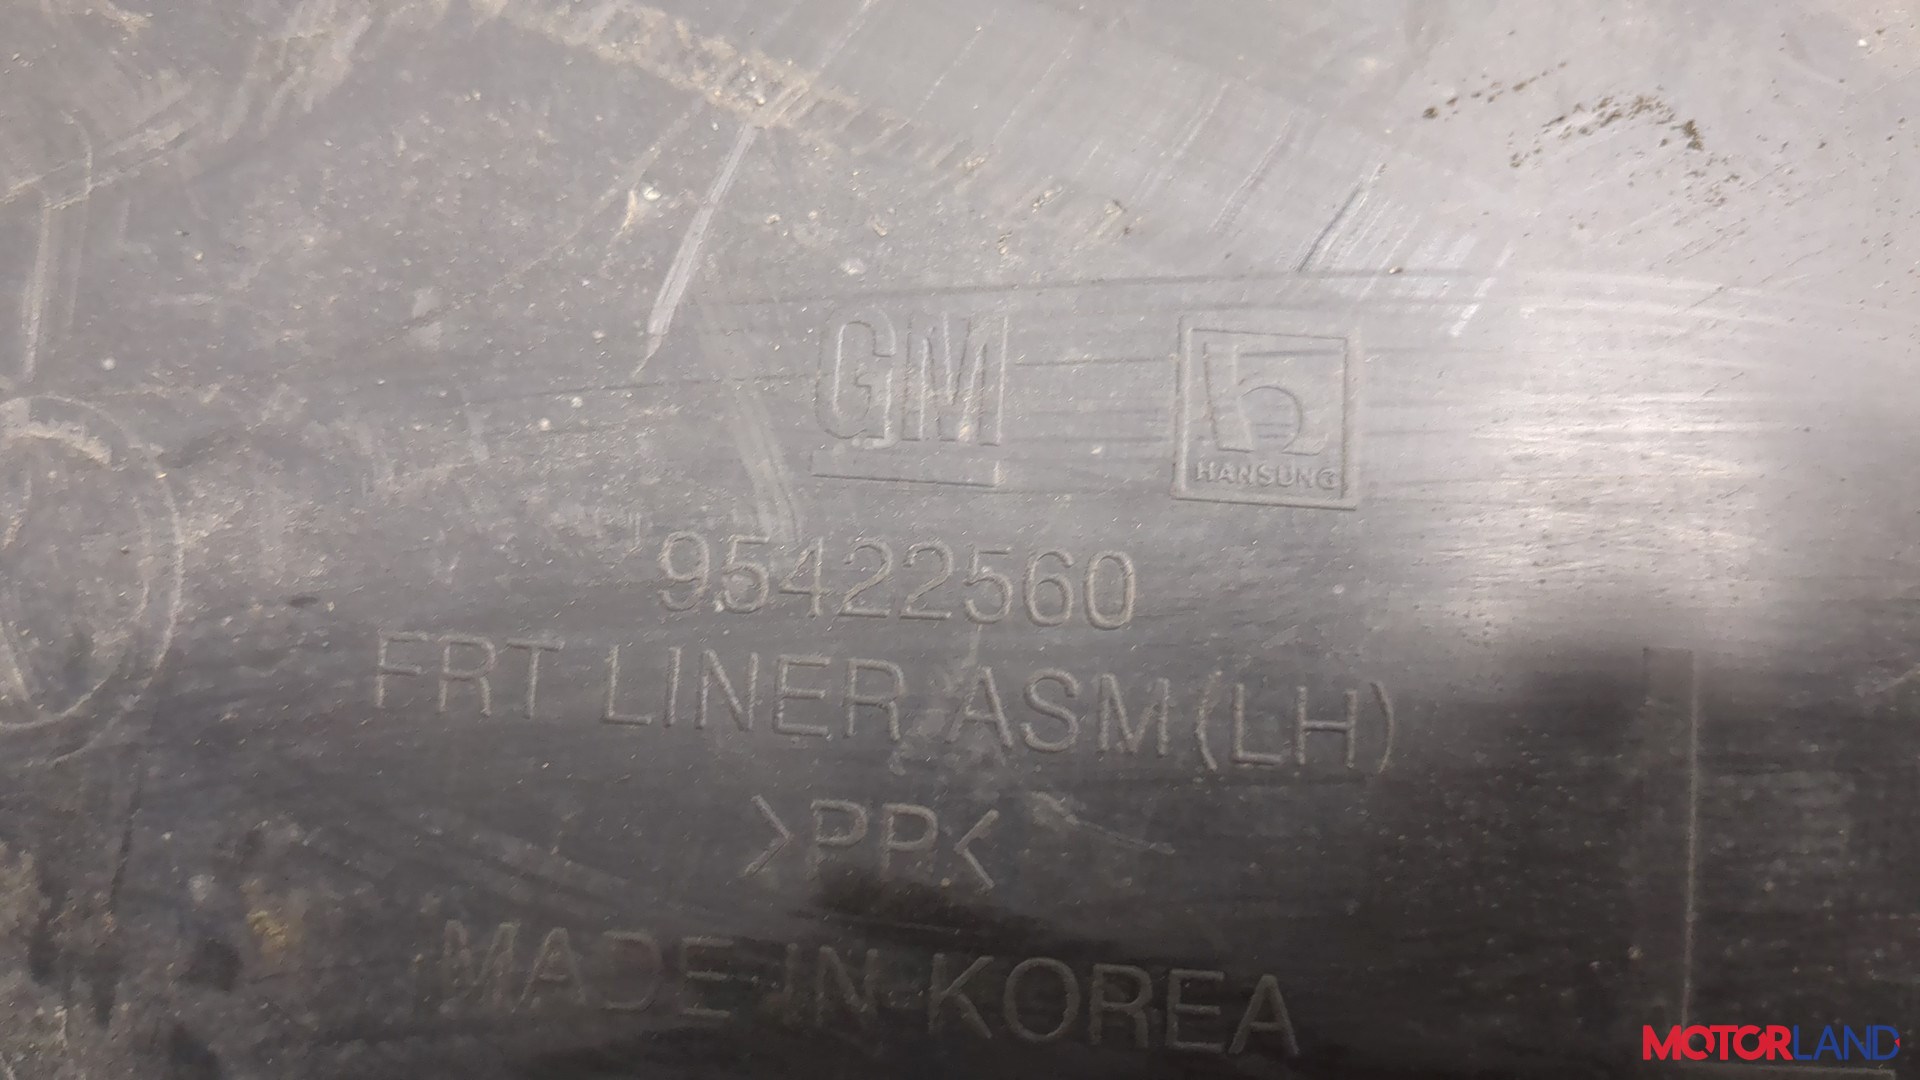 GM
HANSUNG
95422560
FRT LINER ASM(LH)
>PP<
MADE IN KOREA
MOTORLAND